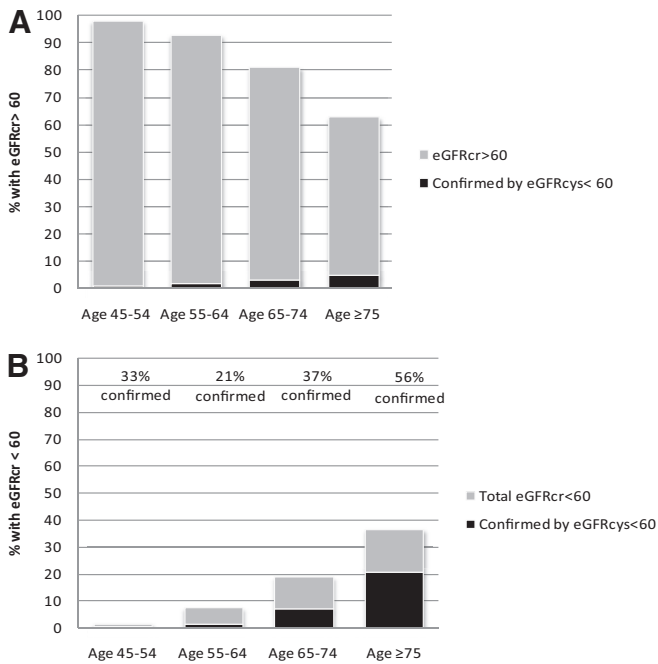 A
% with eGFRcr> 60
100
90
80
70
60
50
40
30
20
10
0
Age 45-54 Age 55-64 Age 65-74 Age ≥75
eGFRcr>60
Confirmed by eGFRcys< 60
B
% with eGFRcr < 60
100
90
80
70
60
50
40
30
20
10
0
33% 21% 37% 56%
confirmed confirmed confirmed confirmed
Age 45-54 Age 55-64 Age 65-74 Age ≥75
Total eGFRcr<60
Confirmed by eGFRcys<60